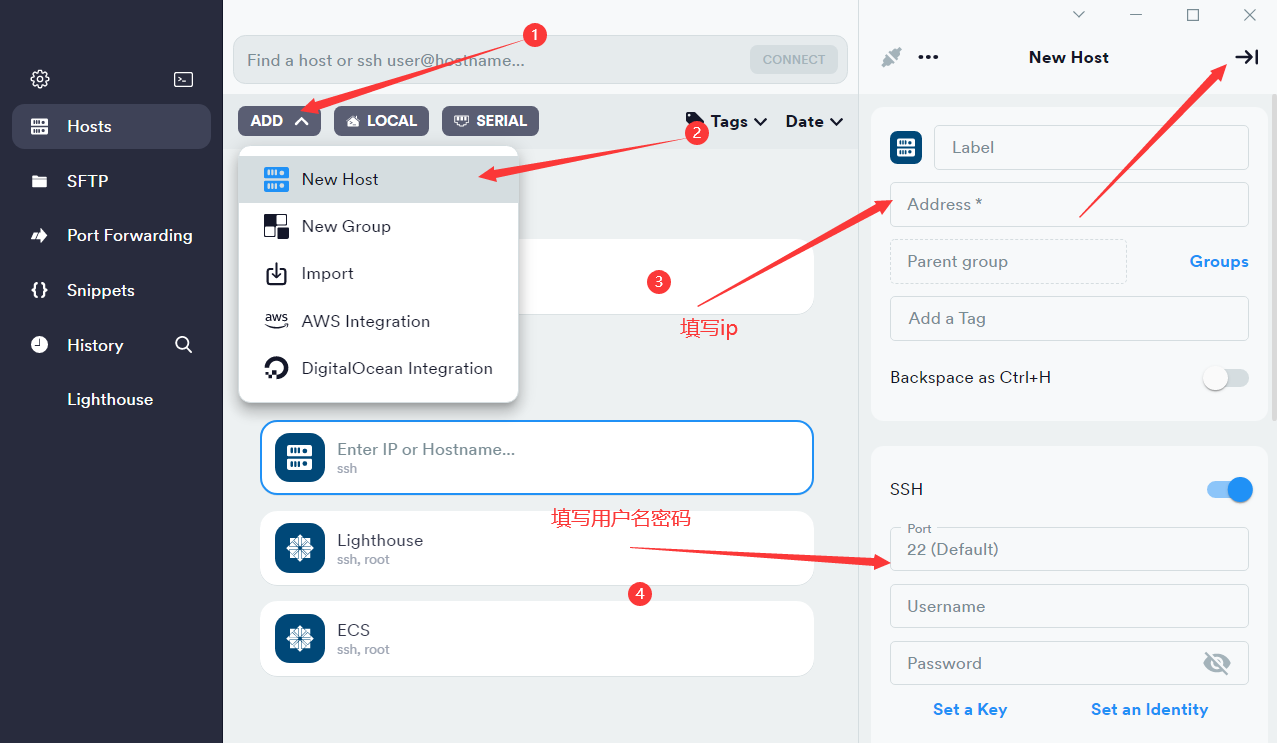 Hosts
SFTP
Port Forwarding
Snippets
History
Lighthouse
1
Find a host or ssh user@hostname...
CONNECT
ADD
LOCAL
SERIAL
Tags
Date
2
New Host
New Group
Import
AWS Integration
aws
DigitalOcean Integration
3
填写ip
Enter IP or Hostname...
ssh
填写用户名密码
Lighthouse
ssh, root
4
ECS
ssh, root
New Host
Label
Address *
Parent group
Groups
Add a Tag
Backspace as Ctrl+H
SSH
Port
22 (Default)
Username
Password
Set a Key
Set an Identity